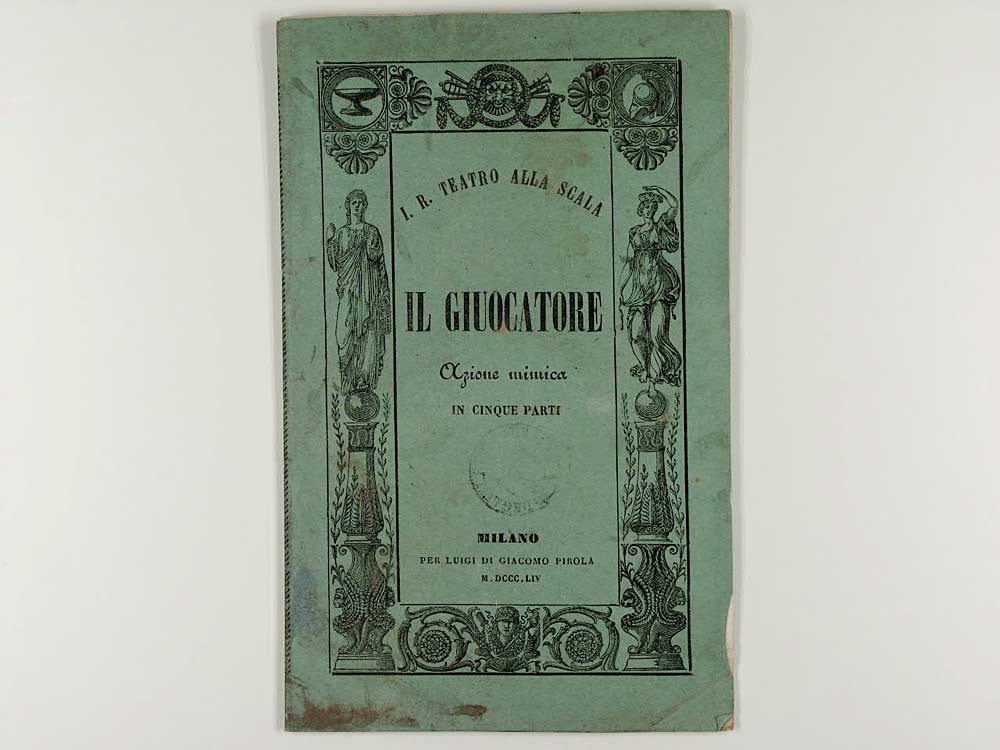 I. R. TEATRO ALLA SCALA
IL GIUOCATORE
Azione mimica
IN CINQUE PARTI
MILANO
PER LUIGI DI GIACOMO PIROLA
M. DCCC. LIV